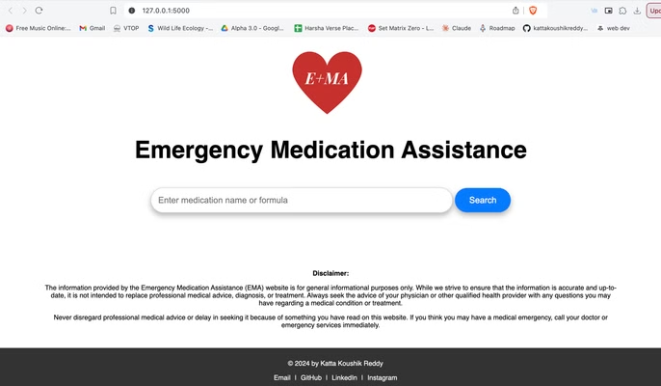 127.0.0.1:5000
Free Music Online:... Gmail VTOP Wild Life Ecology -... Alpha 3.0 - Googl... Harsha Verse Plac... Set Matrix Zero - L... Claude Roadmap kattakoushikreddy... web dev
E+MA
Emergency Medication Assistance
Enter medication name or formula Search
Disclaimer:
The information provided by the Emergency Medication Assistance (EMA) website is for general informational purposes only. While we strive to ensure that the information is accurate and up-to-
date, it is not intended to replace professional medical advice, diagnosis, or treatment. Always seek the advice of your physician or other qualified health provider with any questions you may
have regarding a medical condition or treatment.
Never disregard professional medical advice or delay in seeking it because of something you have read on this website. If you think you may have a medical emergency, call your doctor or
emergency services immediately.
© 2024 by Katta Koushik Reddy
Email | GitHub | LinkedIn | Instagram